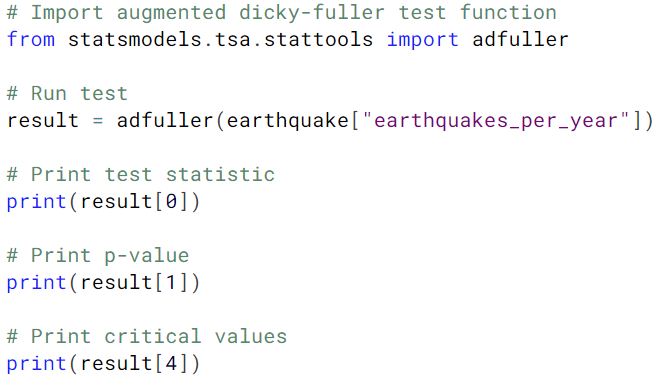 # Import augmented dicky-fuller test function
from statsmodels.tsa.stattools import adfuller
# Run test
result = adfuller(earthquake["earthquakes_per_year"])
# Print test statistic
print(result[0])
# Print p-value
print(result[1])
# Print critical values
print(result[4])